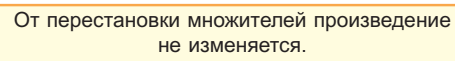 От перестановки множителей произведение
не изменяется.